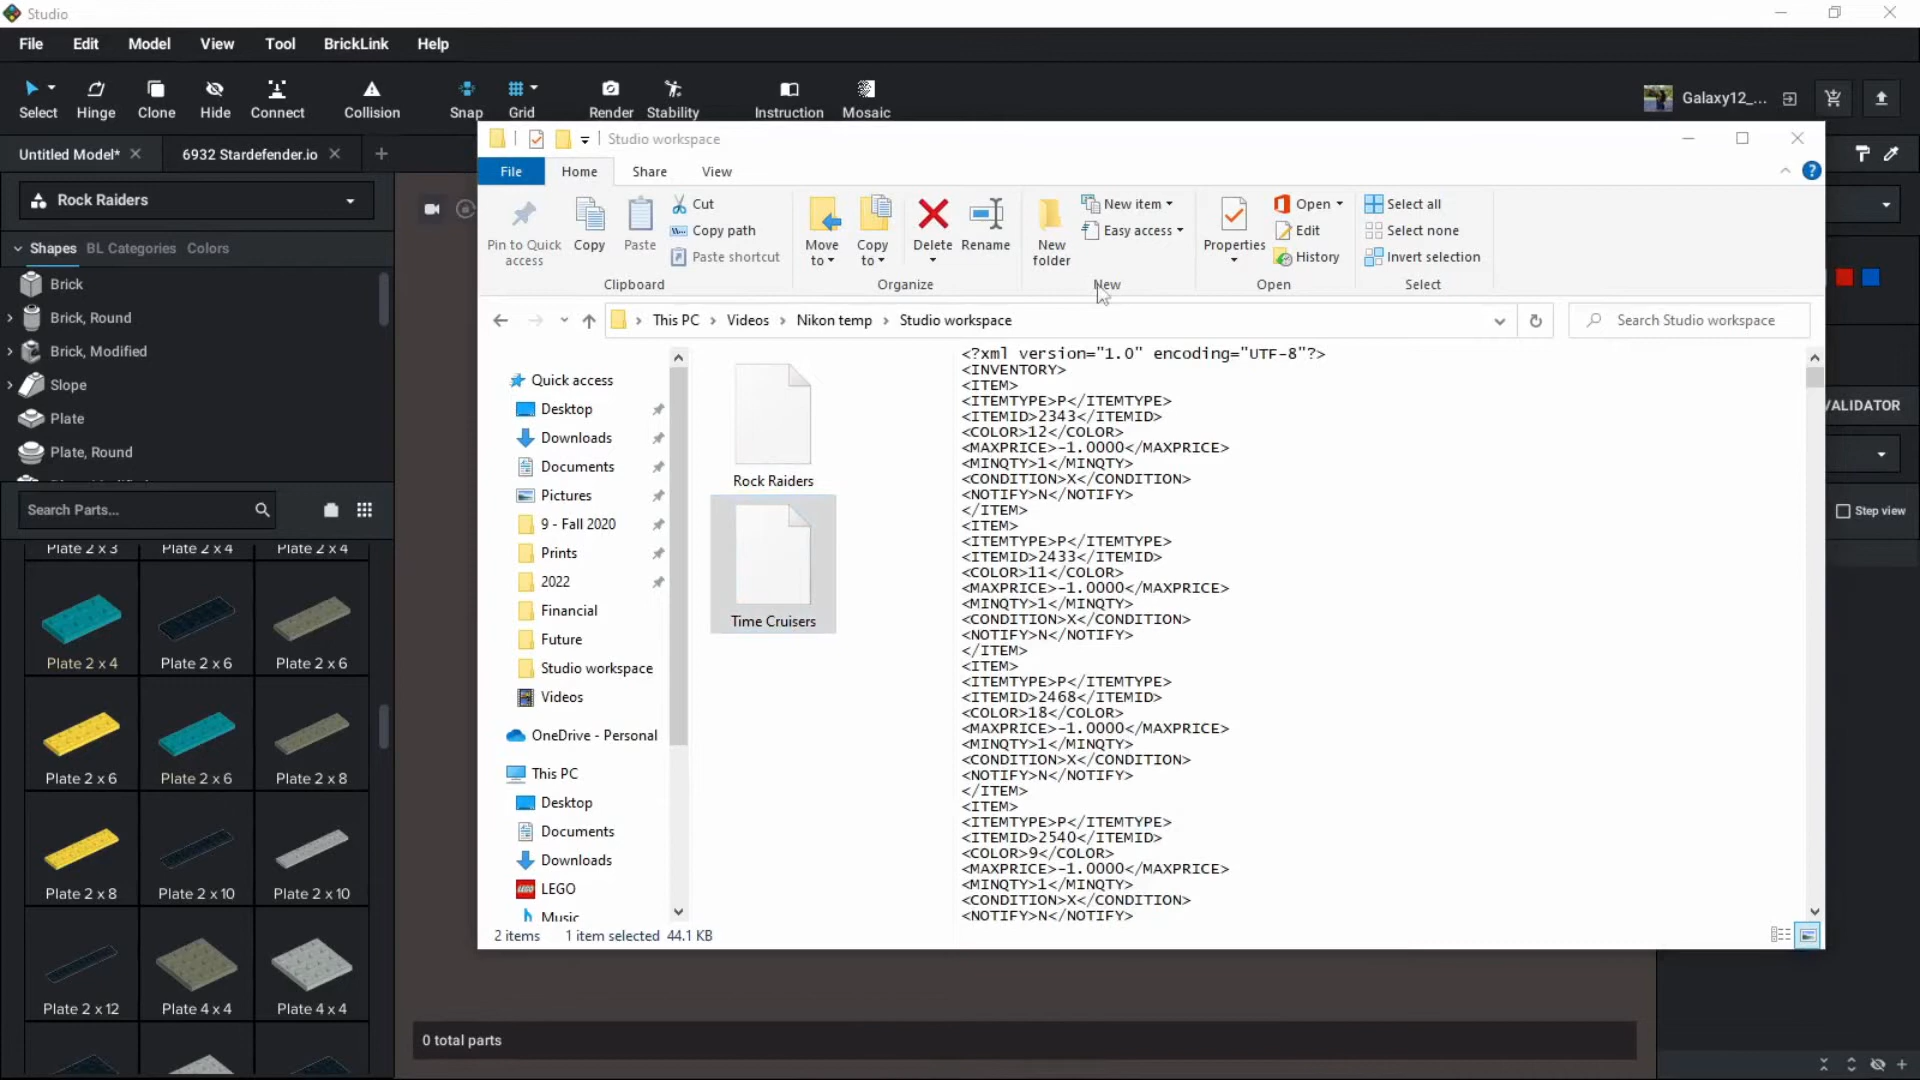 Studio
File Edit Model View Tool BrickLink Help
Select Hinge Clone Hide Connect Collision Snap Grid Render Stability Instruction Mosaic
Galaxy12_...
Untitled Model* 6932 Stardefender.io
Rock Raiders
Shapes BL Categories Colors
Brick
Brick, Round
Brick, Modified
Slope
Plate
Plate, Round
Search Parts...
Plate 2 x 3 Plate 2 x 4 Plate 2 x 4
Plate 2 x 4 Plate 2 x 6 Plate 2 x 6
Plate 2 x 6 Plate 2 x 6 Plate 2 x 8
Plate 2 x 8 Plate 2 x 10 Plate 2 x 10
Plate 2 x 12 Plate 4 x 4 Plate 4 x 4
Studio workspace
File Home Share View
Pin to Quick access
Copy
Paste
Cut
Copy path
Paste shortcut
Clipboard
Move to
Copy to
Delete
Rename
Organize
New folder
New item
Easy access
New
Properties
Open
Edit
History
Open
Select all
Select none
Invert selection
Select
This PC > Videos > Nikon temp > Studio workspace
Search Studio workspace
Quick access
Desktop
Downloads
Documents
Pictures
9 - Fall 2020
Prints
2022
Financial
Future
Studio workspace
Videos
OneDrive - Personal
This PC
Desktop
Documents
Downloads
LEGO
Music
Rock Raiders
Time Cruisers
<?xml version="1.0" encoding="UTF-8"?>
<INVENTORY>
<ITEM>
<ITEMTYPE>P</ITEMTYPE>
<ITEMID>2343</ITEMID>
<COLOR>12</COLOR>
<MAXPRICE>-1.0000</MAXPRICE>
<MINQTY>1</MINQTY>
<CONDITION>X</CONDITION>
<NOTIFY>N</NOTIFY>
</ITEM>
<ITEM>
<ITEMTYPE>P</ITEMTYPE>
<ITEMID>2433</ITEMID>
<COLOR>11</COLOR>
<MAXPRICE>-1.0000</MAXPRICE>
<MINQTY>1</MINQTY>
<CONDITION>X</CONDITION>
<NOTIFY>N</NOTIFY>
</ITEM>
<ITEM>
<ITEMTYPE>P</ITEMTYPE>
<ITEMID>2468</ITEMID>
<COLOR>18</COLOR>
<MAXPRICE>-1.0000</MAXPRICE>
<MINQTY>1</MINQTY>
<CONDITION>X</CONDITION>
<NOTIFY>N</NOTIFY>
</ITEM>
<ITEM>
<ITEMTYPE>P</ITEMTYPE>
<ITEMID>2540</ITEMID>
<COLOR>9</COLOR>
<MAXPRICE>-1.0000</MAXPRICE>
<MINQTY>1</MINQTY>
<CONDITION>X</CONDITION>
<NOTIFY>N</NOTIFY>
2 items 1 item selected 44.1 KB
/ALIDATOR
Step view
0 total parts